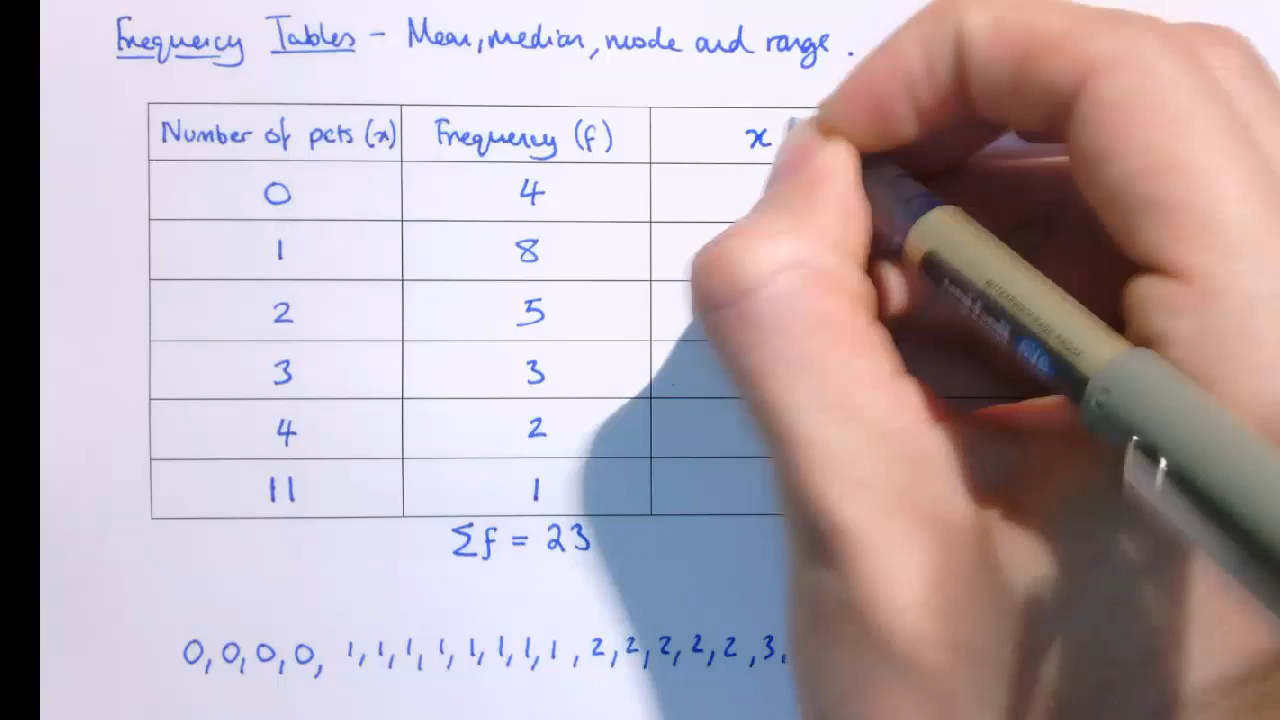 Frequency Tables - Mean, median, mode and range.
Number of pets (x) Frequency (f) x
0 4
1 8
2 5
3 3
4 2
11 1
Σf = 23
0, 0, 0, 0, 1, 1, 1, 1, 1, 1, 1, 1, 2, 2, 2, 2, 2, 3,